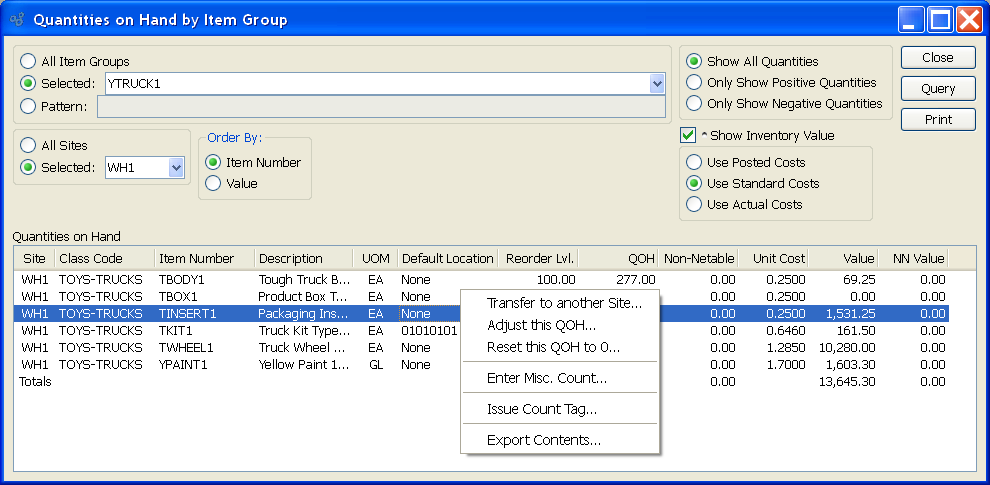 Quantities on Hand by Item Group
All Item Groups
Selected: YTRUCK1
Pattern:
Show All Quantities
Only Show Positive Quantities
Only Show Negative Quantities
Close
Query
Print
All Sites
Selected: WH1
Order By:
Item Number
Value
^ Show Inventory Value
Use Posted Costs
Use Standard Costs
Use Actual Costs
Quantities on Hand
Site Class Code Item Number Description UOM Default Location Reorder Lvl. QOH Non-Netable Unit Cost Value NN Value
WH1 TOYS-TRUCKS TBODY1 Tough Truck B... EA None 100.00 277.00 0.00 0.2500 69.25 0.00
WH1 TOYS-TRUCKS TBOX1 Product Box T... EA None 0.00 0.2500 0.00 0.00
WH1 TOYS-TRUCKS TINSERT1 Packaging Ins... EA None 0.00 0.2500 1,531.25 0.00
WH1 TOYS-TRUCKS TKIT1 Truck Kit Type... EA 01010101 0.00 0.6460 161.50 0.00
WH1 TOYS-TRUCKS TWHEEL1 Truck Wheel ... EA None 0.00 1.2850 10,280.00 0.00
WH1 TOYS-TRUCKS YPAINT1 Yellow Paint 1... GL None 0.00 1.7000 1,603.30 0.00
Totals 0.00 13,645.30 0.00
Transfer to another Site...
Adjust this QOH...
Reset this QOH to 0...
Enter Misc. Count...
Issue Count Tag...
Export Contents...